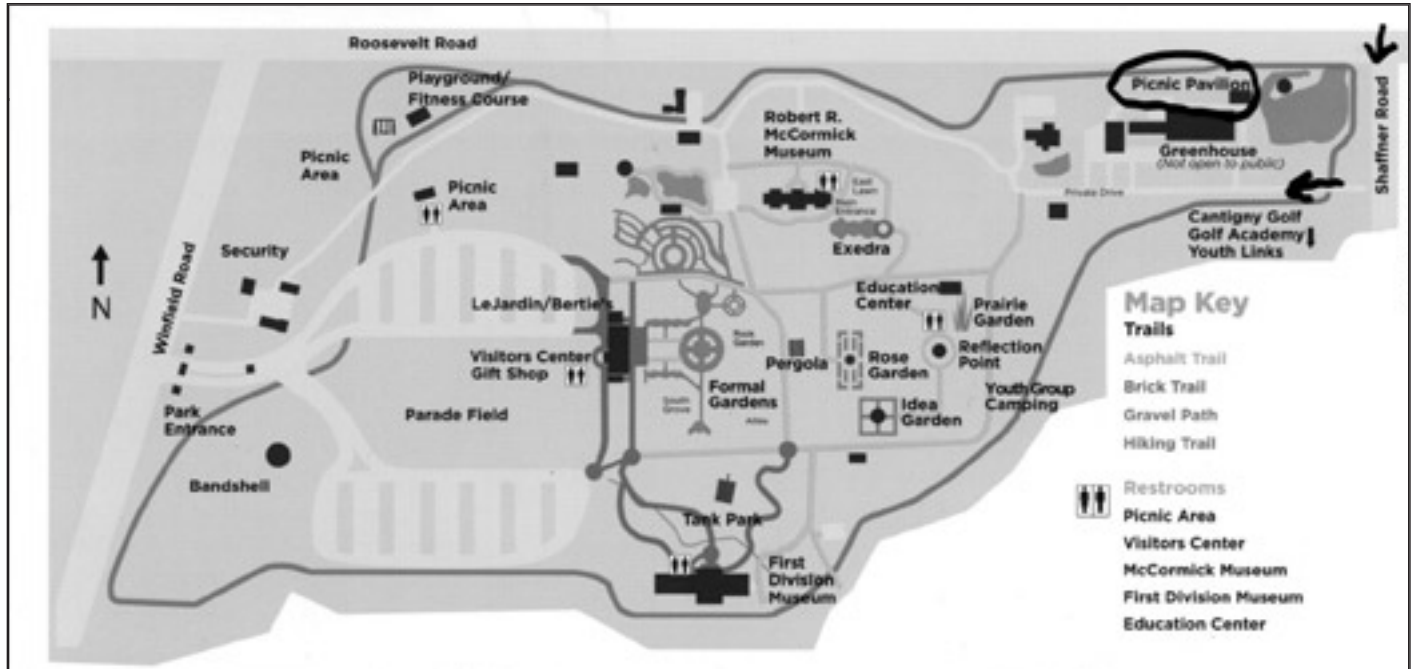 Roosevelt Road
Playground/
Fitness Course
Picnic
Area
Picnic
Area
Security
Winfield Road
Park
Entrance
Bandshell
N
LeJardin/Bertie's
Visitors Center
Gift Shop
Parade Field
Robert R.
McCormick
Museum
East
Lawn
Main
Entrance
Exedra
Education
Center
Prairie
Garden
Reflection
Point
Rock
Garden
Pergola
Rose
Garden
Formal
Gardens
South
Grove
Allee
Idea
Garden
Youth Group
Camping
Tank Park
First
Division
Museum
Picnic Pavilion
Greenhouse
(Not open to public)
Private Drive
Shaffner Road
Cantigny Golf
Golf Academy
Youth Links
Map Key
Trails
Asphalt Trail
Brick Trail
Gravel Path
Hiking Trail
Restrooms
Picnic Area
Visitors Center
McCormick Museum
First Division Museum
Education Center